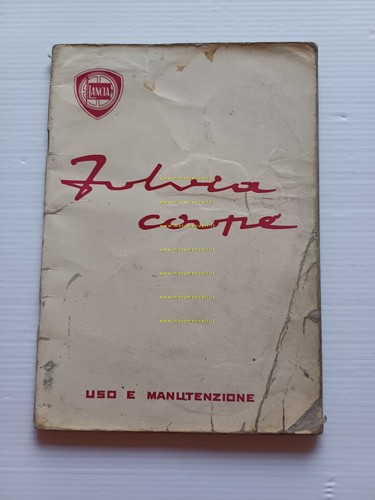 LANCIA
Fulvia
coupé
USO E MANUTENZIONE